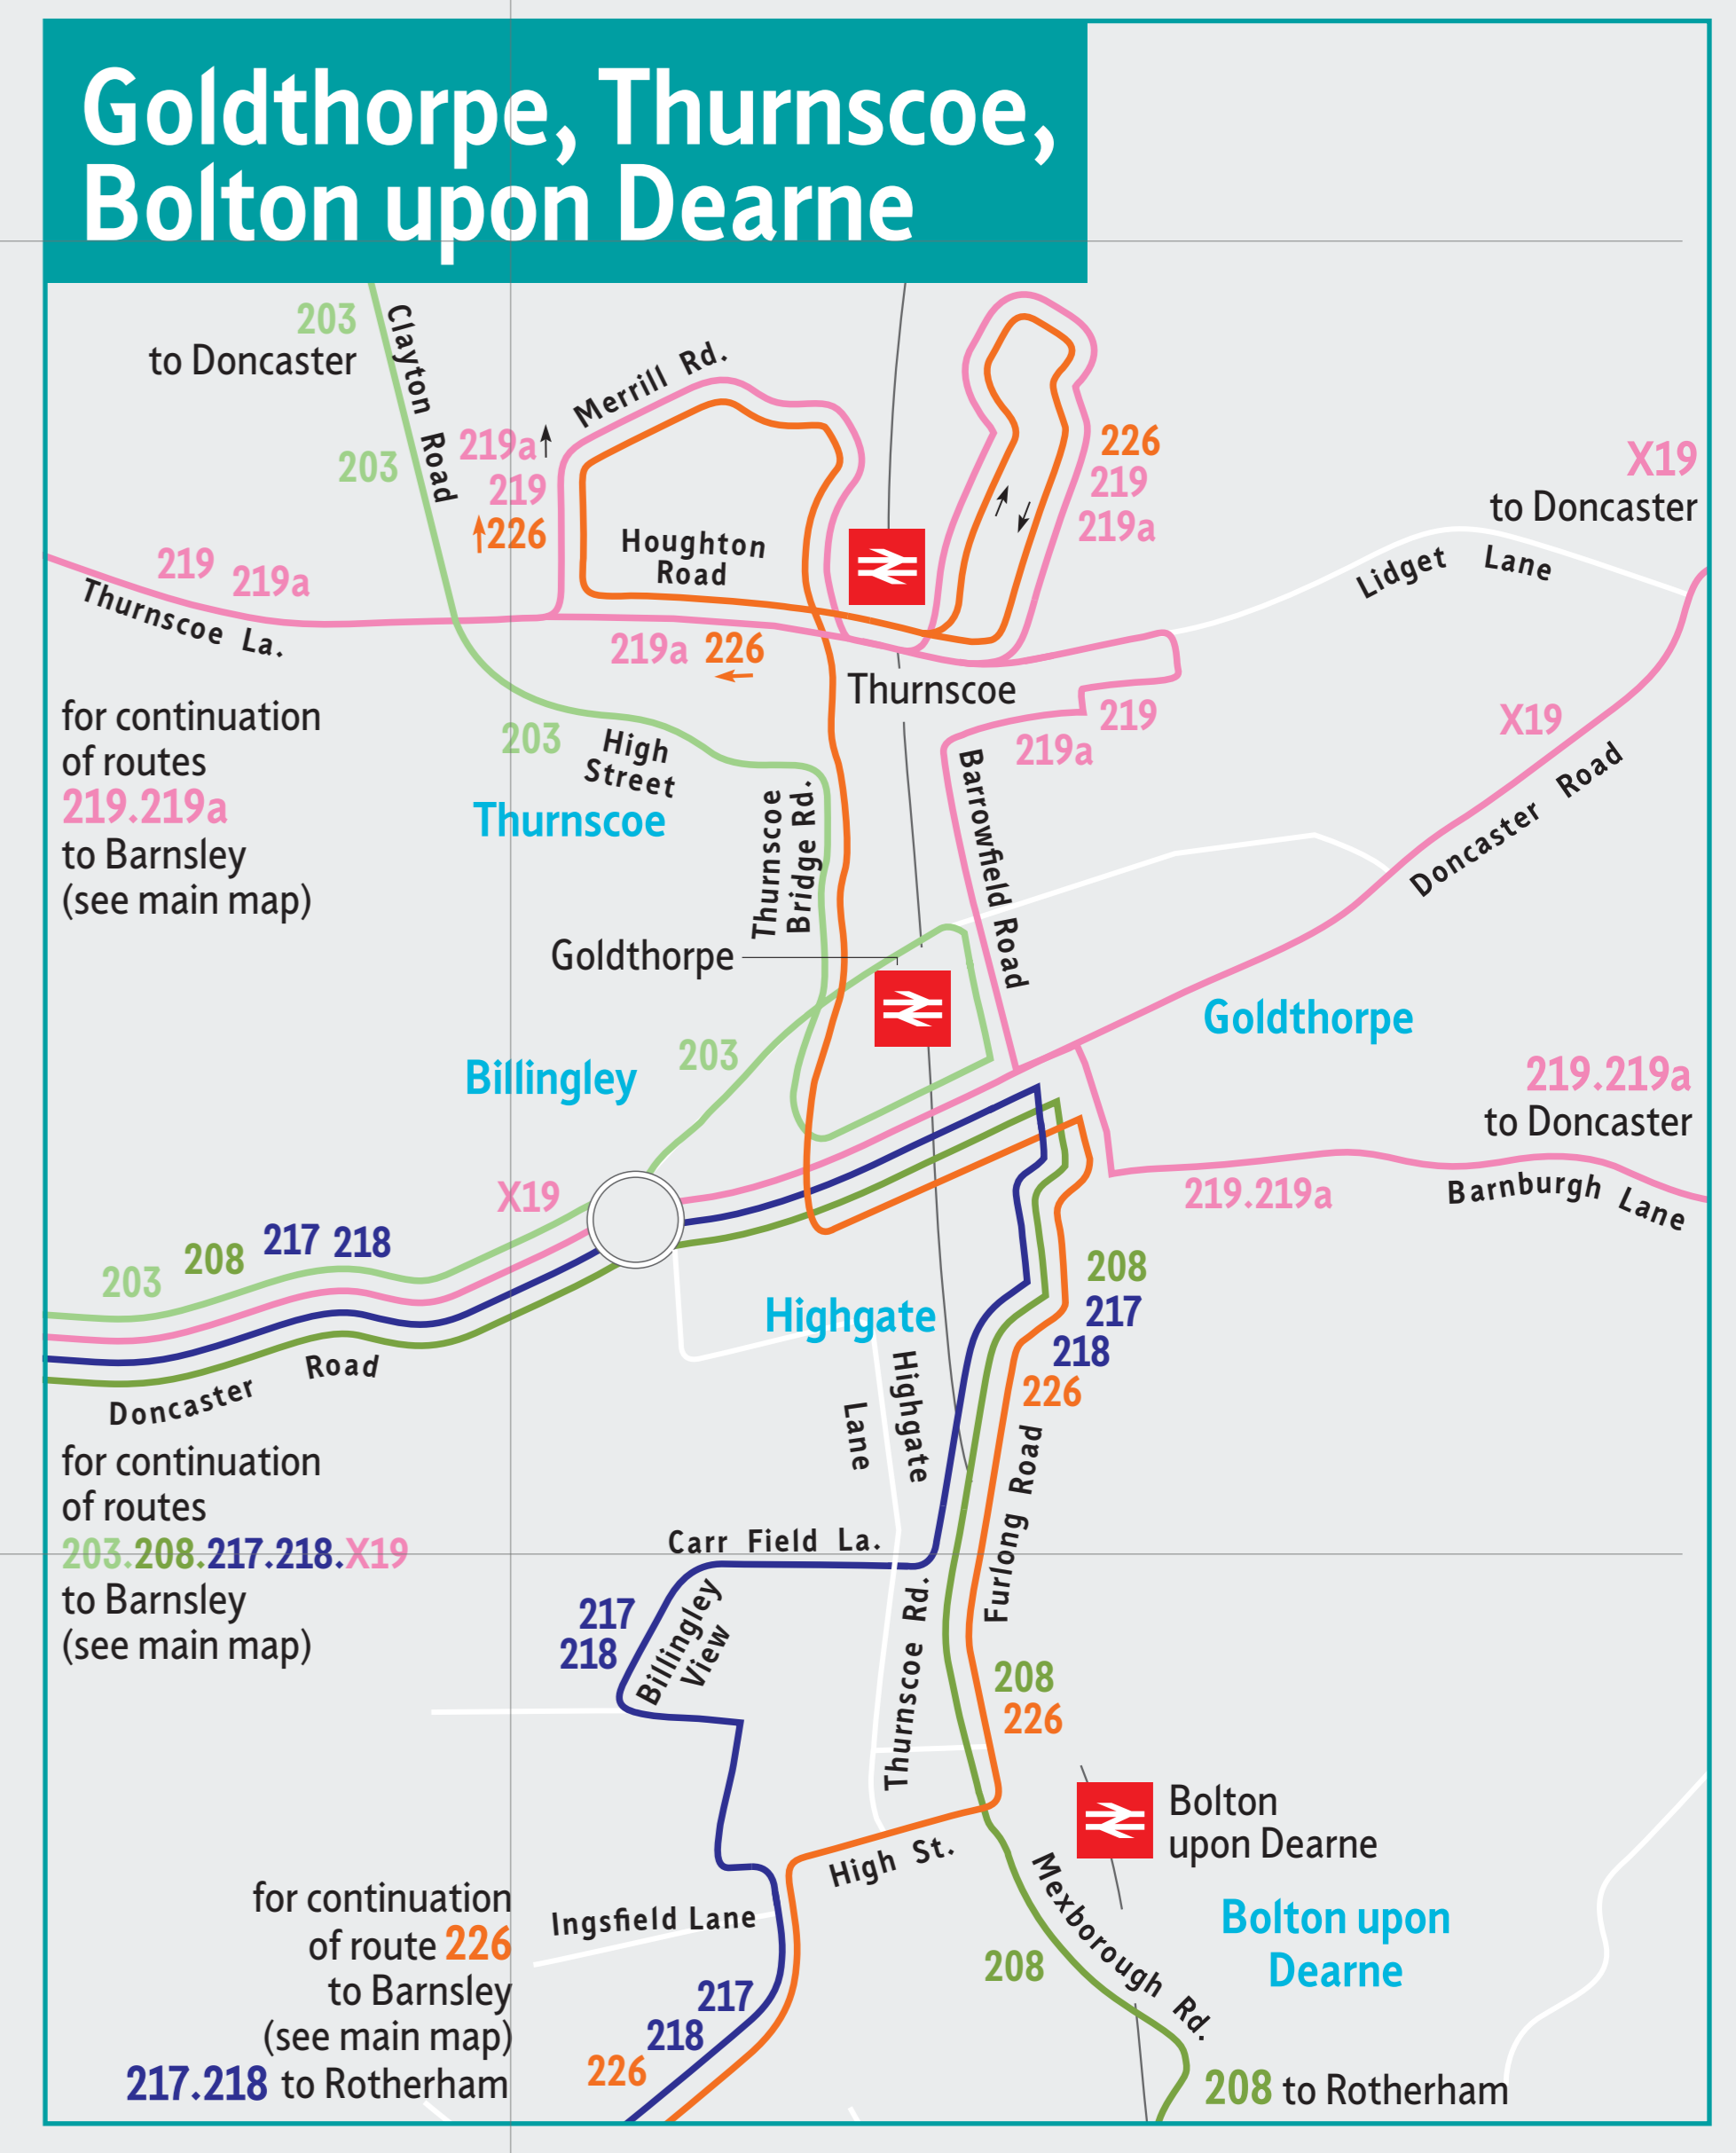 Goldthorpe, Thurnscoe,
Bolton upon Dearne
203
to Doncaster
Clayton Road
203
Merrill Rd.
219a
219
226
Houghton
Road
226
219
219a
X19
to Doncaster
Lidget Lane
219 219a
Thurnscoe La.
219a 226
Thurnscoe
for continuation
of routes
219.219a
to Barnsley
(see main map)
203
High
Street
Thurnscoe
Thurnscoe
Bridge Rd.
219
219a
Barrowfield Road
X19
Doncaster Road
Goldthorpe
203
Billingley
Goldthorpe
219.219a
to Doncaster
219.219a
Barnburgh Lane
X19
217 218
208
203
Doncaster Road
Highgate
208
217
218
226
Highgate
Lane
Furlong Road
for continuation
of routes
203.208.217.218.X19
to Barnsley
(see main map)
Carr Field La.
217
218
Billingley
View
Thurnscoe Rd.
208
226
Bolton
upon Dearne
High St.
Mexborough Rd.
Ingsfield Lane
Bolton upon
Dearne
208
for continuation
of route 226
to Barnsley
(see main map)
217.218 to Rotherham
217
218
226
208 to Rotherham